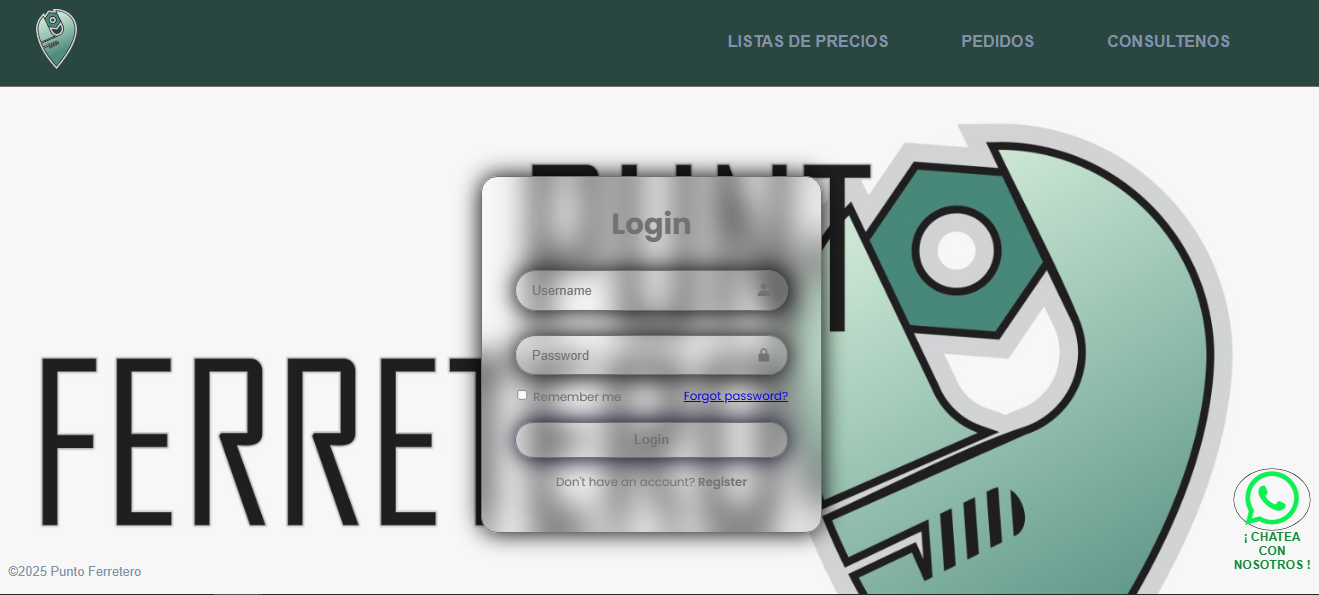 LISTAS DE PRECIOS
PEDIDOS
CONSULTENOS
Login
Username
Password
Remember me
Forgot password?
Login
Don't have an account? Register
¡ CHATEA
CON
NOSOTROS !
©2025 Punto Ferretero